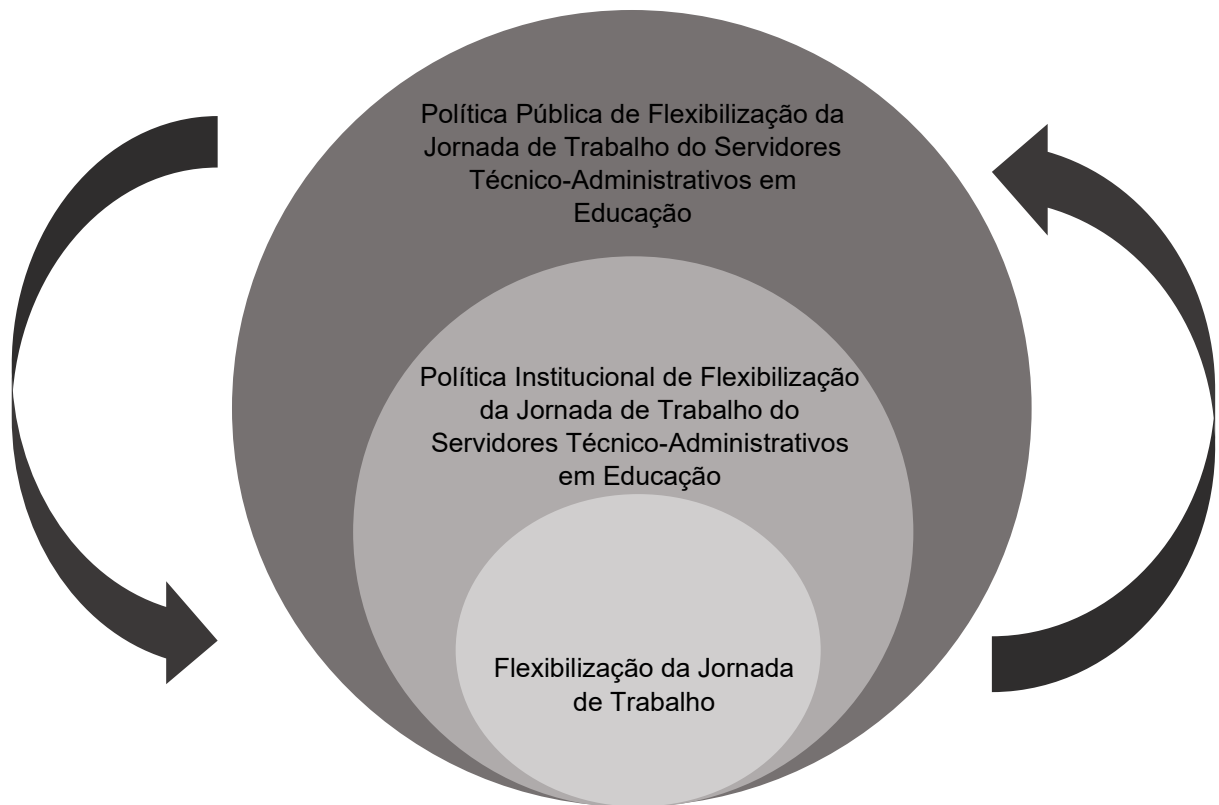 Política Pública de Flexibilização da
Jornada de Trabalho do Servidores
Técnico-Administrativos em
Educação
Política Institucional de Flexibilização
da Jornada de Trabalho do
Servidores Técnico-Administrativos
em Educação
Flexibilização da Jornada
de Trabalho